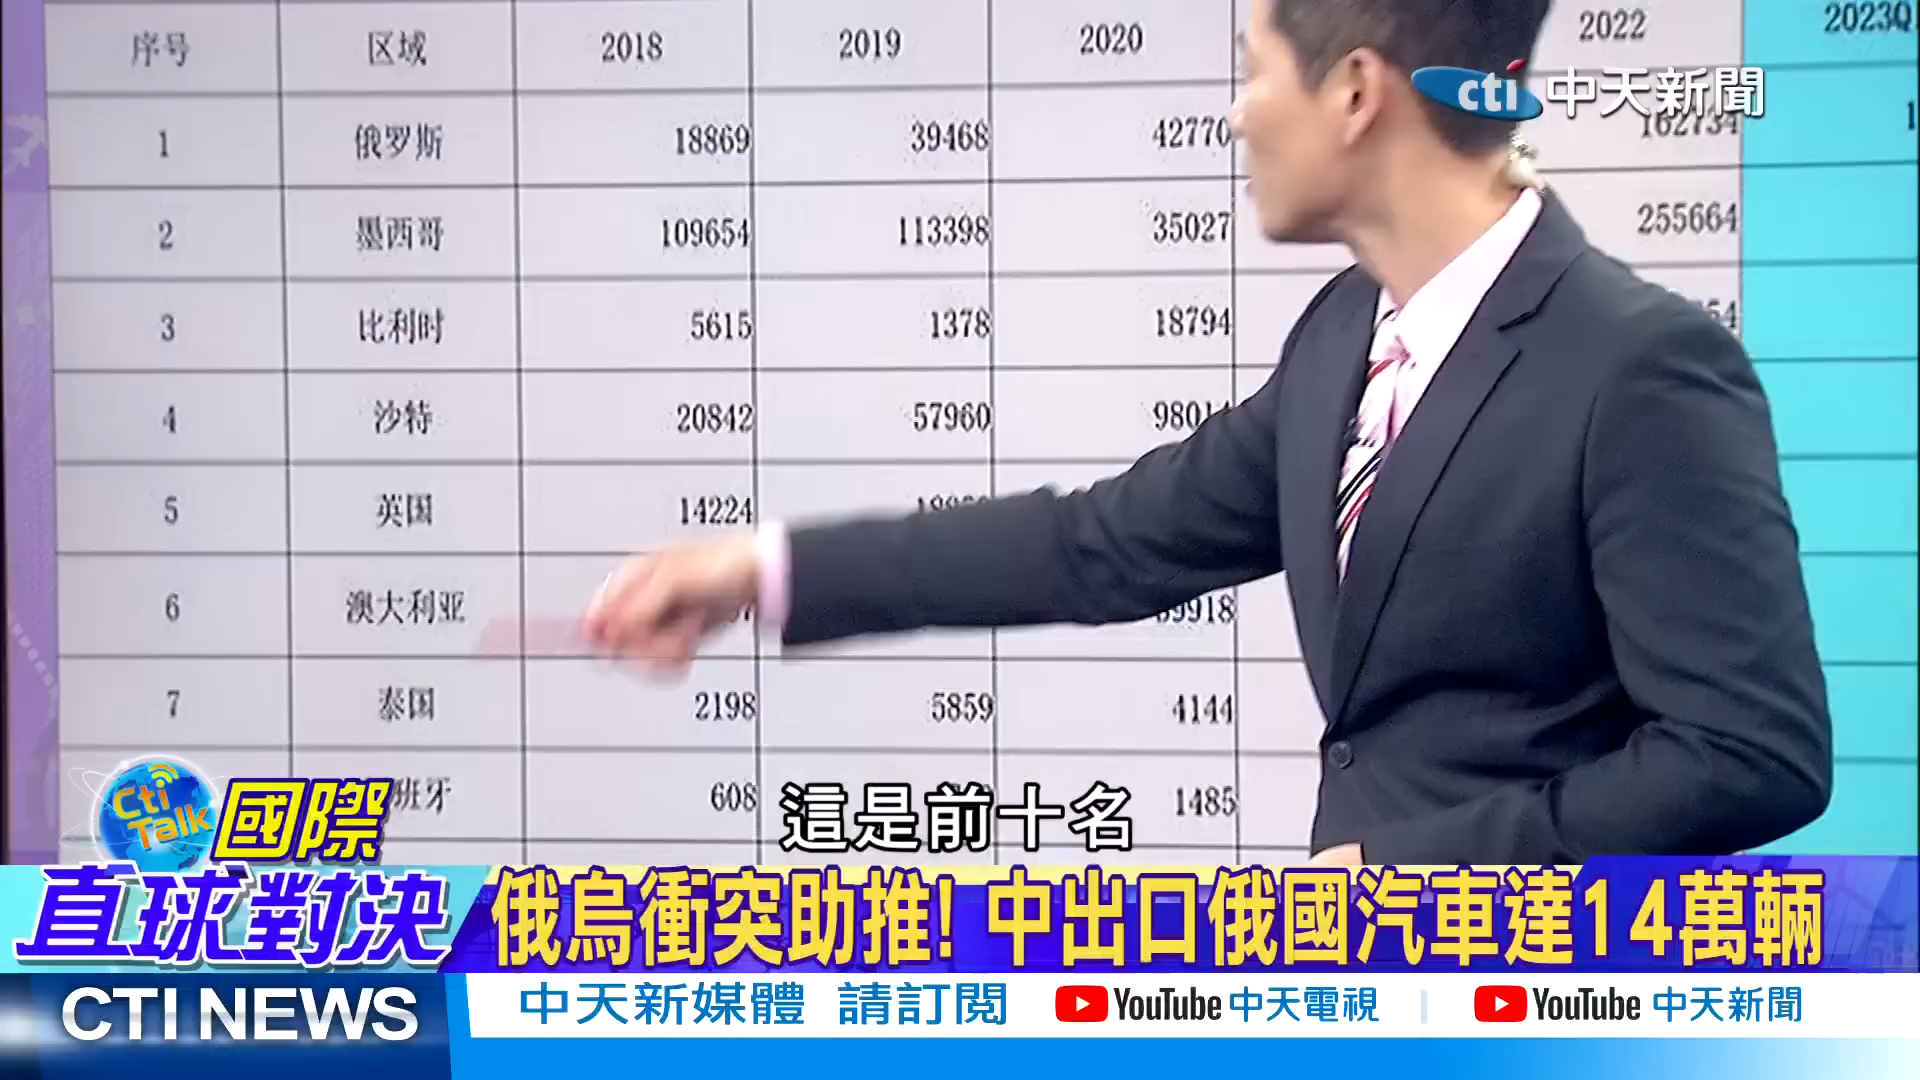 序号 区域 2018 2019 2020 2022 2023Q
cti 中天新聞
1 俄罗斯 18869 39468 42770 162734 1
2 墨西哥 109654 113398 35027 255664
3 比利时 5615 1378 18794
4 沙特 20842 57960 98014
5 英国 14224
6 澳大利亚
7 泰国 2198 5859 4144
班牙 608 1485
這是前十名
Cti Talk 國際
直球對決
俄烏衝突助推! 中出口俄國汽車達14萬輛
CTI NEWS 中天新媒體 請訂閱 YouTube 中天電視 | YouTube 中天新聞